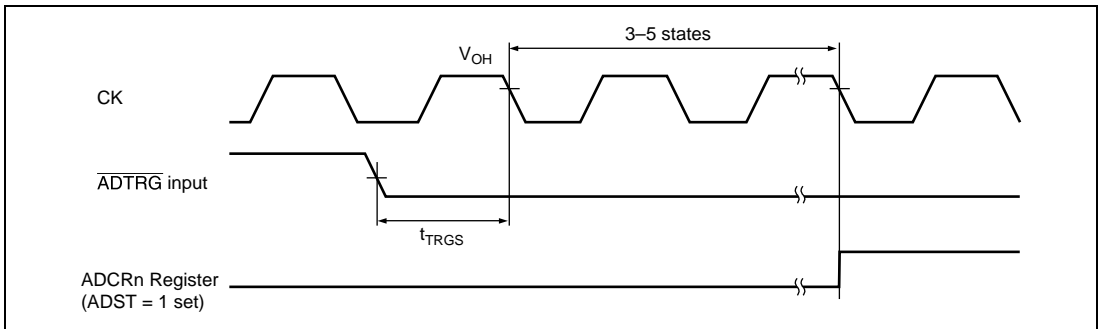 3–5 states
VOH
CK
ADTRG input
tTRGS
ADCRn Register
(ADST = 1 set)